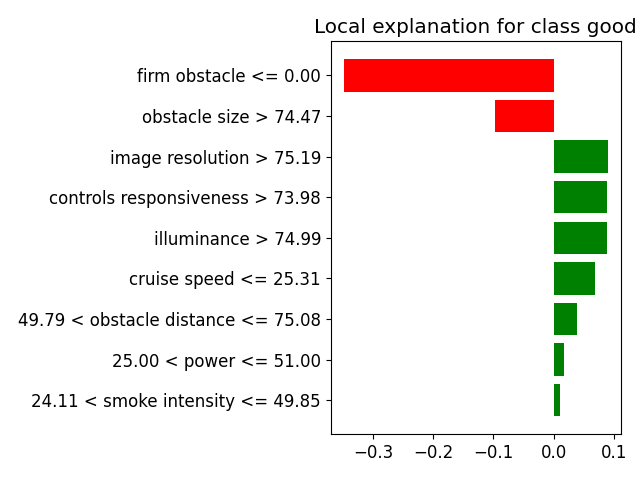 Local explanation for class good
firm obstacle <= 0.00
obstacle size > 74.47
image resolution > 75.19
controls responsiveness > 73.98
illuminance > 74.99
cruise speed <= 25.31
49.79 < obstacle distance <= 75.08
25.00 < power <= 51.00
24.11 < smoke intensity <= 49.85
−0.3 −0.2 −0.1 0.0 0.1